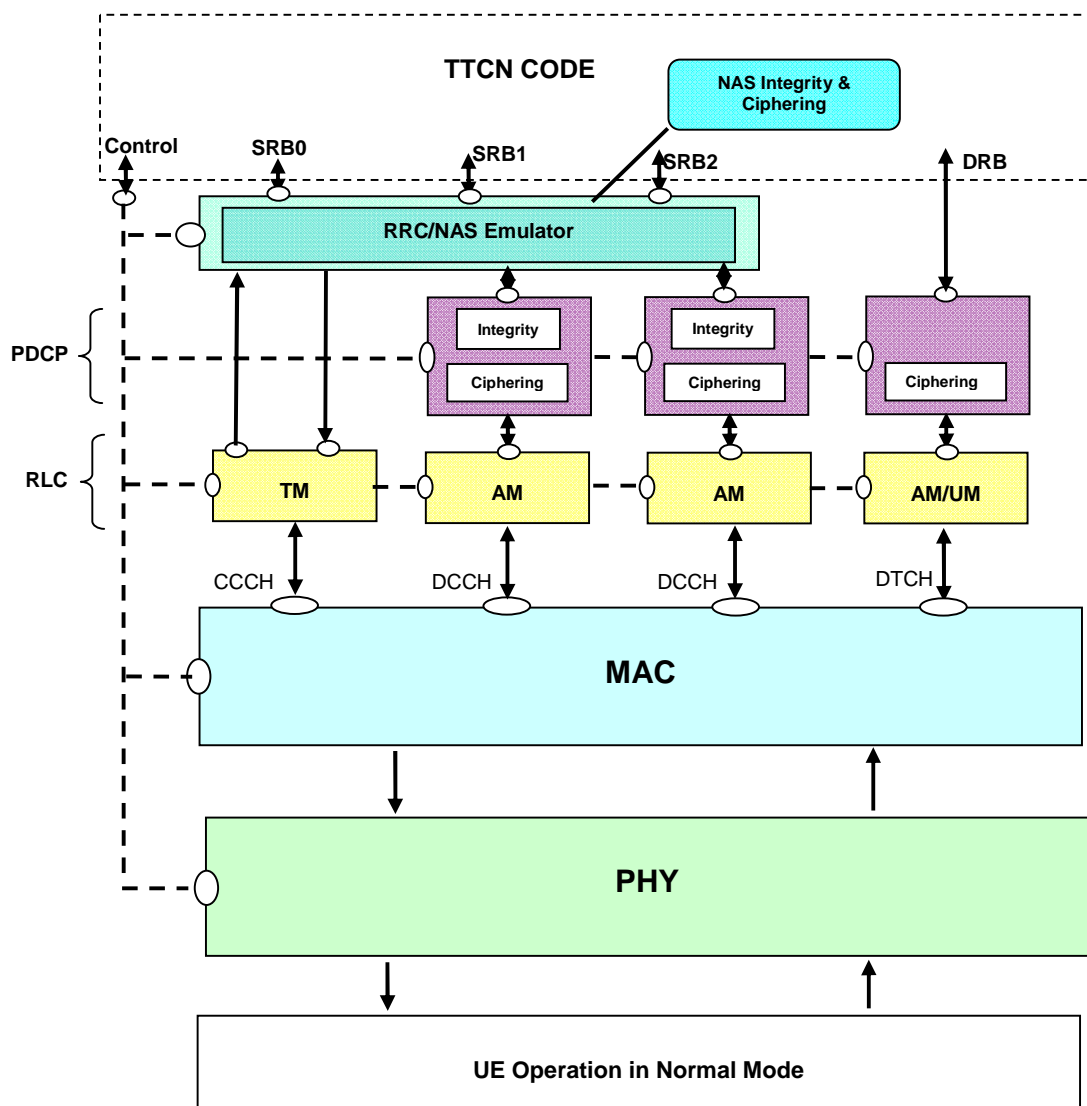 TTCN CODE
NAS Integrity &
Ciphering
Control
SRB0
SRB1
SRB2
DRB
RRC/NAS Emulator
PDCP
Integrity
Ciphering
Integrity
Ciphering
Ciphering
RLC
TM
AM
AM
AM/UM
CCCH
DCCH
DCCH
DTCH
MAC
PHY
UE Operation in Normal Mode